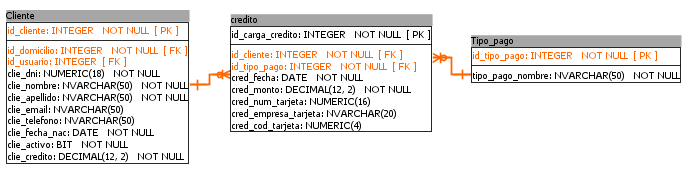 Cliente
id_cliente: INTEGER NOT NULL [ PK ]
id_domicilio: INTEGER NOT NULL [ FK ]
id_usuario: INTEGER [ FK ]
clie_dni: NUMERIC(18) NOT NULL
clie_nombre: NVARCHAR(50) NOT NULL
clie_apellido: NVARCHAR(50) NOT NULL
clie_email: NVARCHAR(50)
clie_telefono: NVARCHAR(50)
clie_fecha_nac: DATE NOT NULL
clie_activo: BIT NOT NULL
clie_credito: DECIMAL(12, 2) NOT NULL
credito
id_carga_credito: INTEGER NOT NULL [ PK ]
id_cliente: INTEGER NOT NULL [ FK ]
id_tipo_pago: INTEGER NOT NULL [ FK ]
cred_fecha: DATE NOT NULL
cred_monto: DECIMAL(12, 2) NOT NULL
cred_num_tarjeta: NUMERIC(16)
cred_empresa_tarjeta: NVARCHAR(20)
cred_cod_tarjeta: NUMERIC(4)
Tipo_pago
id_tipo_pago: INTEGER NOT NULL [ PK ]
tipo_pago_nombre: NVARCHAR(50) NOT NULL